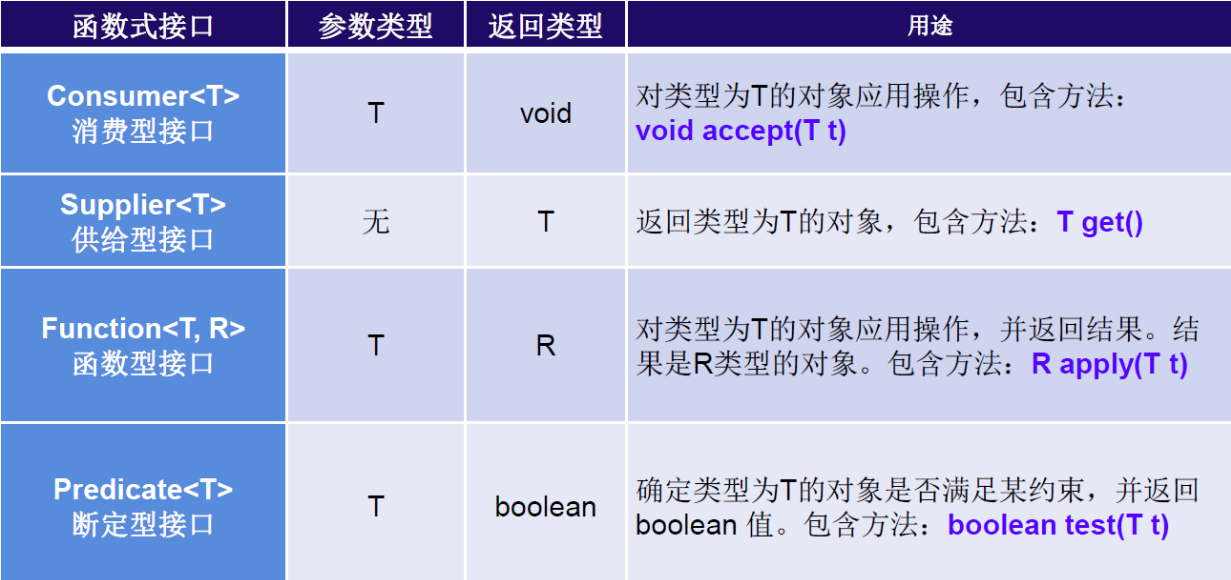 函数式接口 参数类型 返回类型 用途
Consumer<T>
消费型接口
T
void
对类型为T的对象应用操作，包含方法：
void accept(T t)
Supplier<T>
供给型接口
无
T
返回类型为T的对象，包含方法：T get()
Function<T, R>
函数型接口
T
R
对类型为T的对象应用操作，并返回结果。结
果是R类型的对象。包含方法：R apply(T t)
Predicate<T>
断定型接口
T
boolean
确定类型为T的对象是否满足某约束，并返回
boolean 值。包含方法：boolean test(T t)